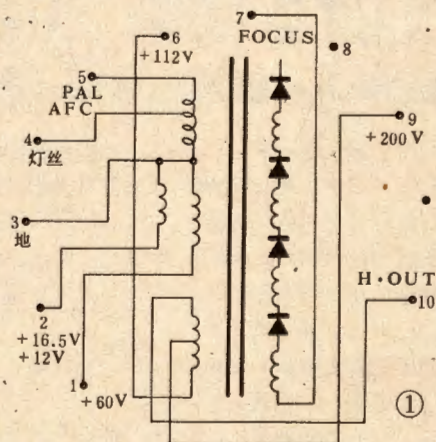 7
FOCUS
6
+112V
8
5
PAL
AFC
9
+200V
4
灯丝
3
地
H·OUT
10
2
+16.5V
+12V
1
+60V
①